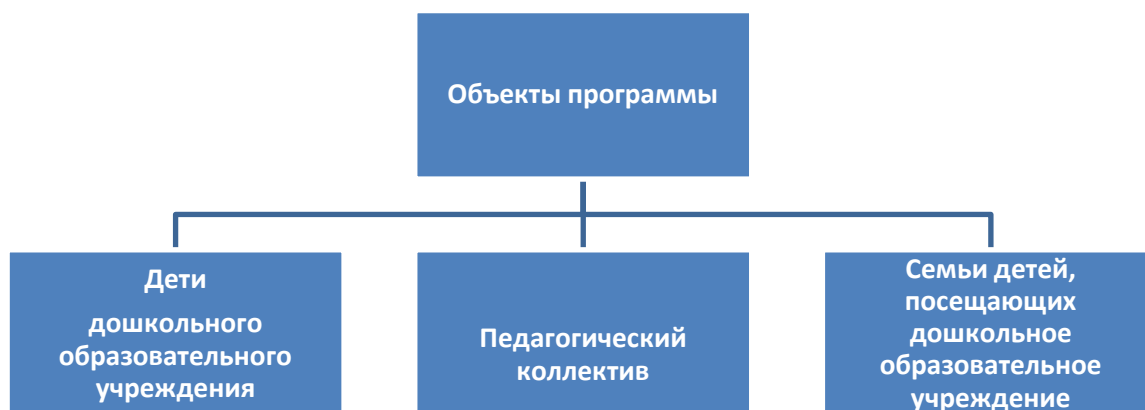 Объекты программы
Дети
дошкольного
образовательного
учреждения
Педагогический
коллектив
Семьи детей,
посещающих
дошкольное
образовательное
учреждение